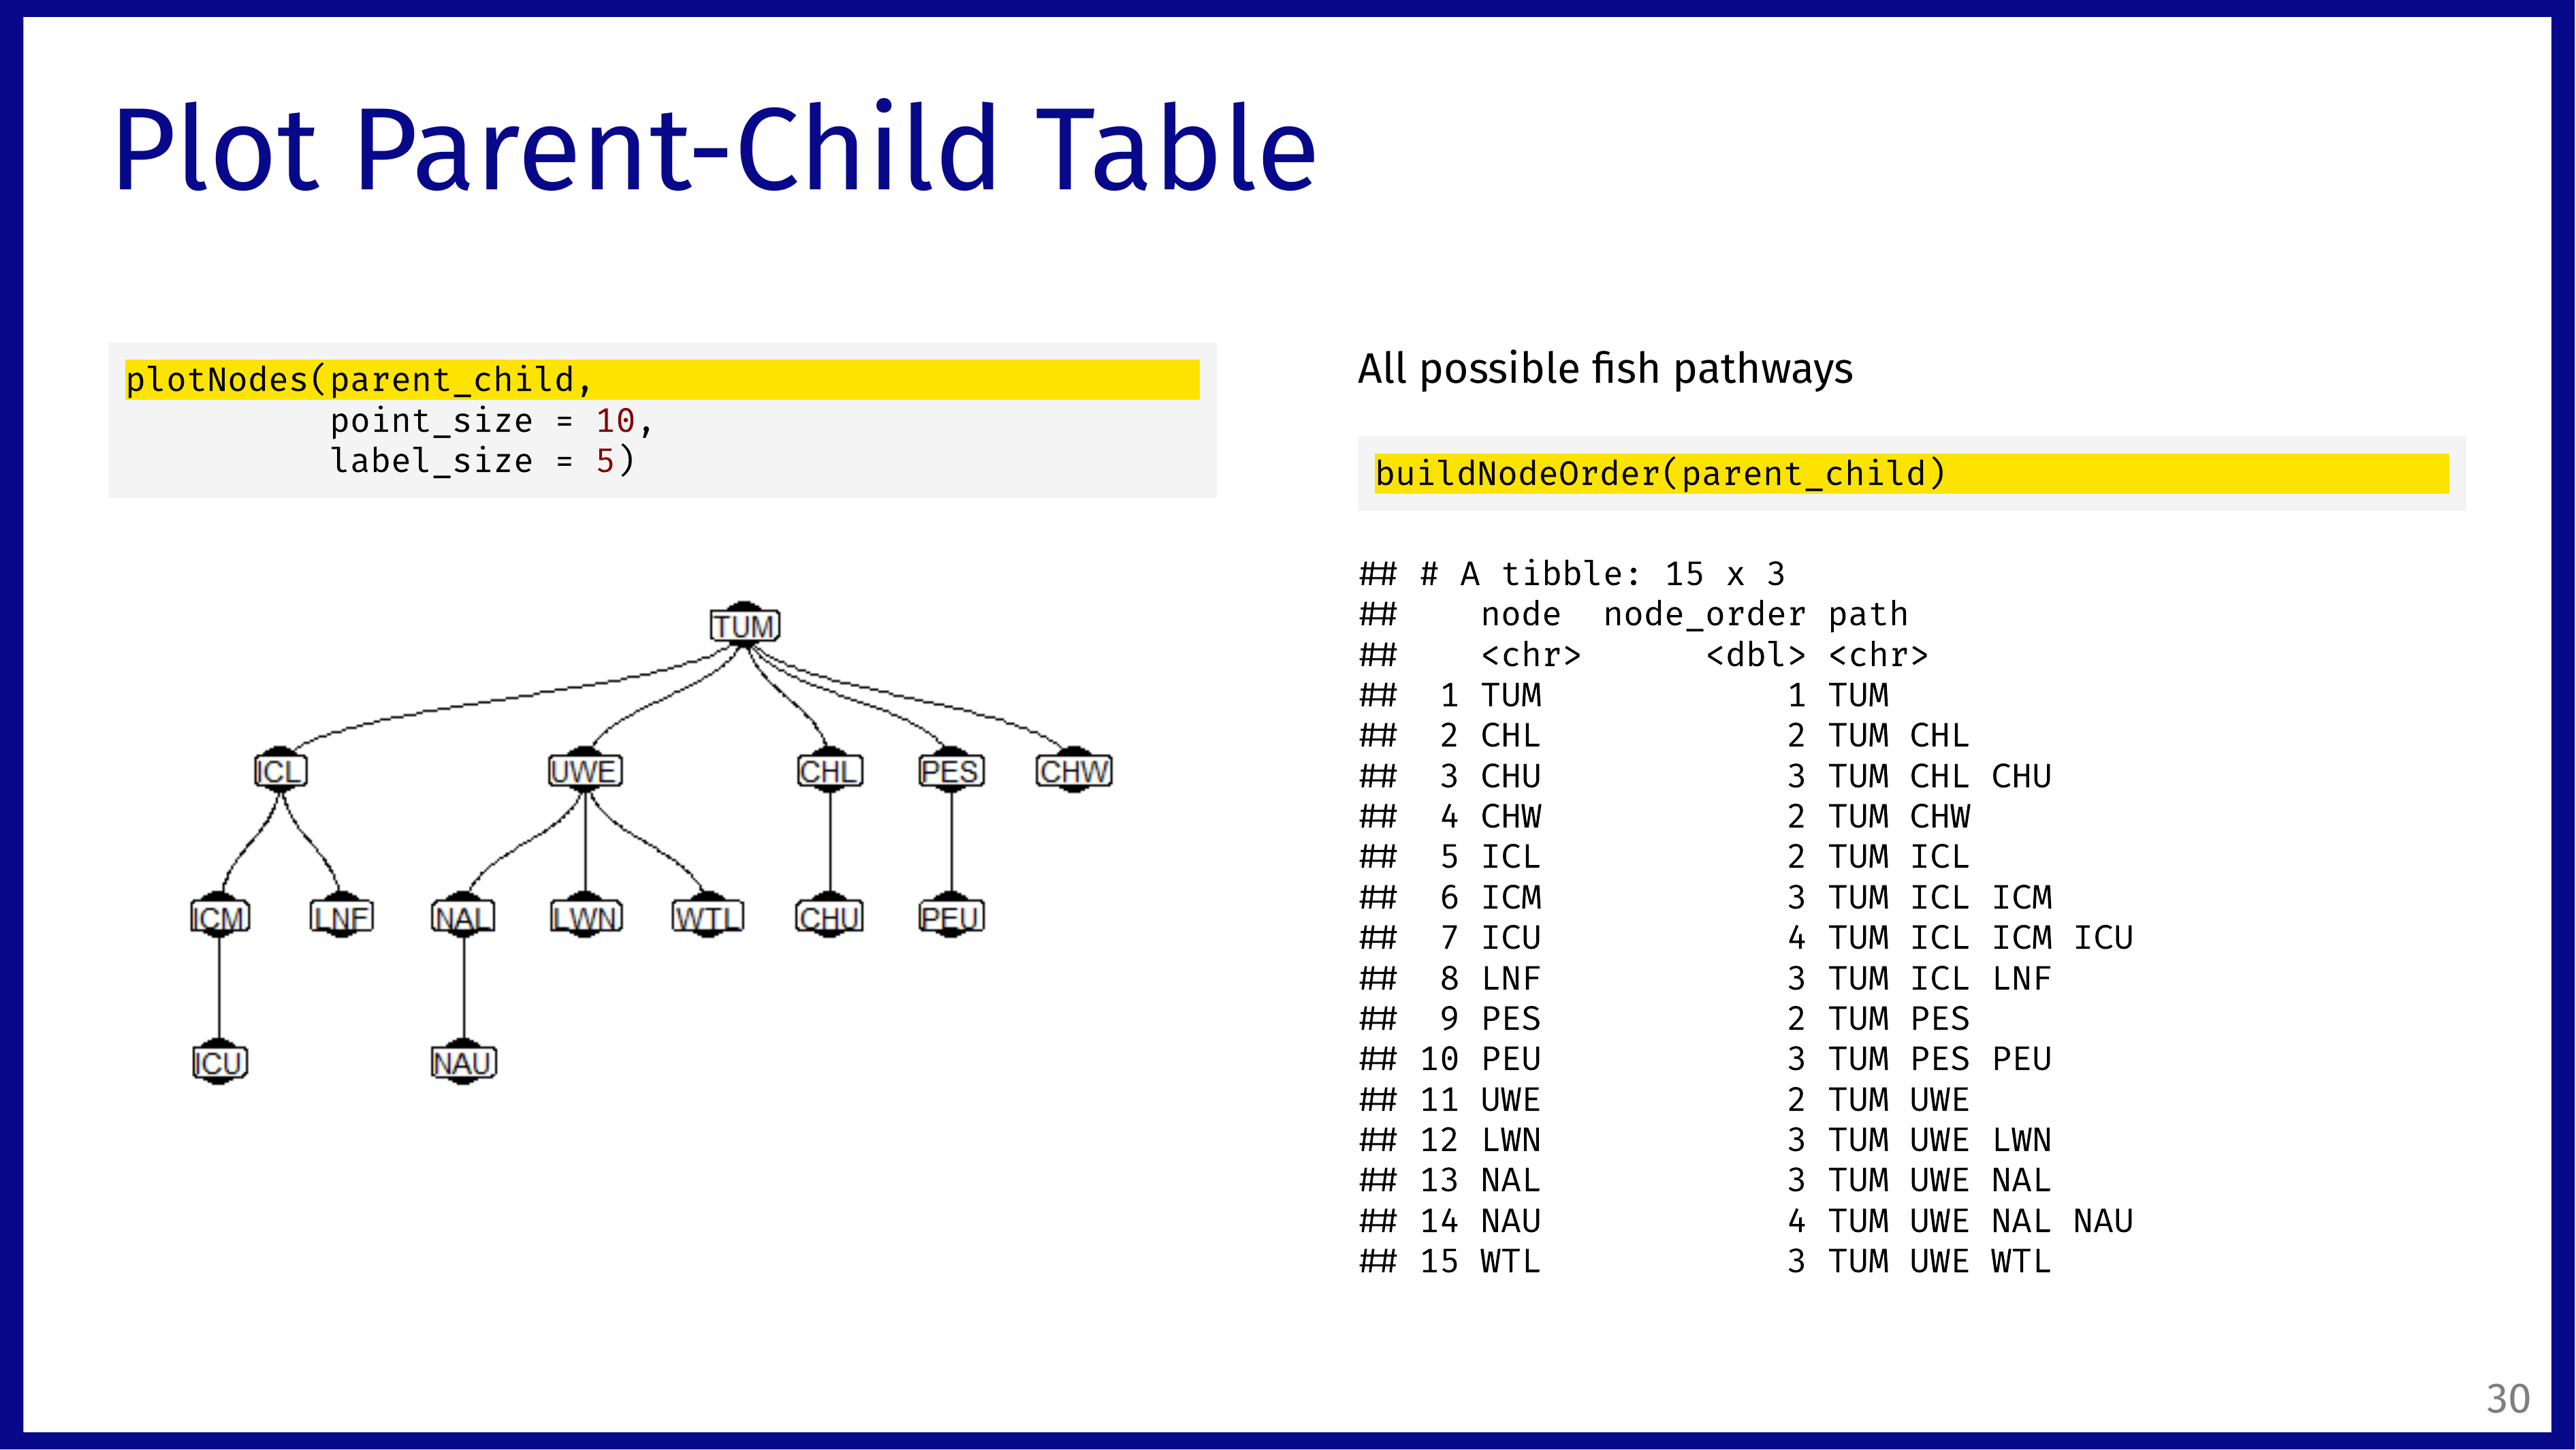 Plot Parent-Child Table
plotNodes(parent_child,
          point_size = 10,
          label_size = 5)
TUM
ICL UWE CHL PES CHW
ICM LNF NAL LWN WTL CHU PEU
ICU NAU
All possible fish pathways
buildNodeOrder(parent_child)
## # A tibble: 15 x 3
##    node  node_order path
##    <chr>      <dbl> <chr>
##  1 TUM            1 TUM
##  2 CHL            2 TUM CHL
##  3 CHU            3 TUM CHL CHU
##  4 CHW            2 TUM CHW
##  5 ICL            2 TUM ICL
##  6 ICM            3 TUM ICL ICM
##  7 ICU            4 TUM ICL ICM ICU
##  8 LNF            3 TUM ICL LNF
##  9 PES            2 TUM PES
## 10 PEU            3 TUM PES PEU
## 11 UWE            2 TUM UWE
## 12 LWN            3 TUM UWE LWN
## 13 NAL            3 TUM UWE NAL
## 14 NAU            4 TUM UWE NAL NAU
## 15 WTL            3 TUM UWE WTL
30